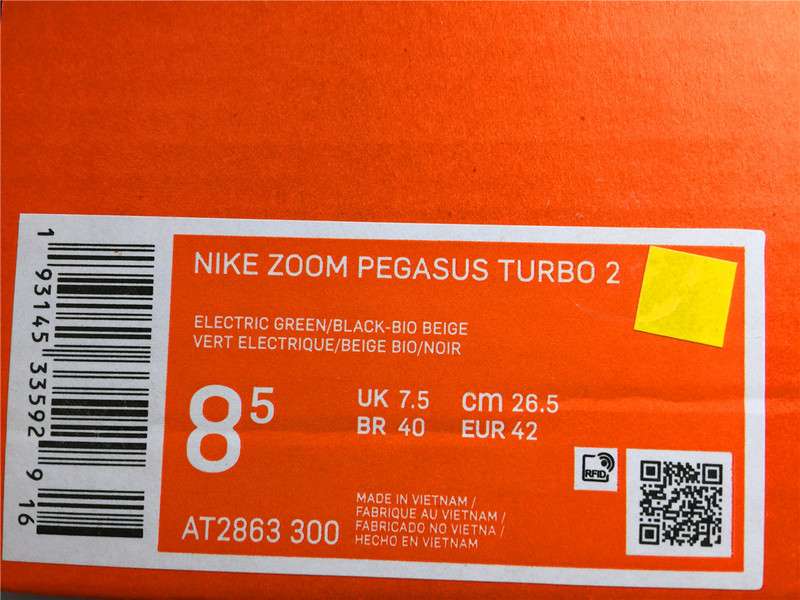 NIKE ZOOM PEGASUS TURBO 2
ELECTRIC GREEN/BLACK-BIO BEIGE
VERT ELECTRIQUE/BEIGE BIO/NOIR
8 5
UK 7.5 cm 26.5
BR 40 EUR 42
RFID
AT2863 300
MADE IN VIETNAM /
FABRIQUE AU VIETNAM /
FABRICADO NO VIETNA /
HECHO EN VIETNAM
1 93145 33592 9 16